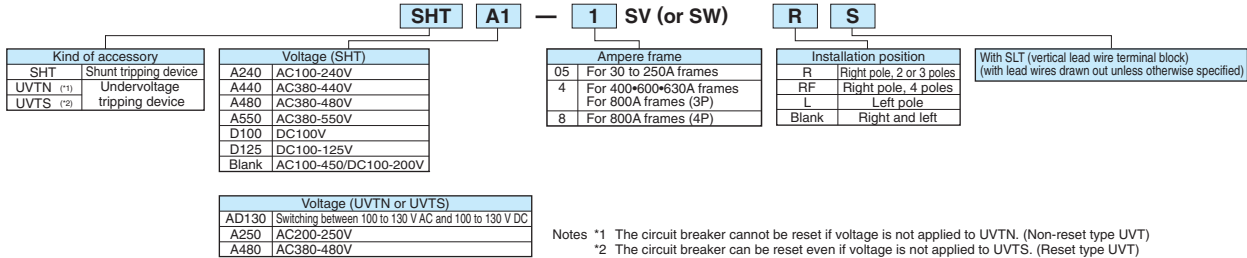 SHT A1 — 1 SV (or SW) R S
Kind of accessory
SHT Shunt tripping device
UVTN (*1) Undervoltage
UVTS (*2) tripping device
Voltage (SHT)
A240 AC100-240V
A440 AC380-440V
A480 AC380-480V
A550 AC380-550V
D100 DC100V
D125 DC100-125V
Blank AC100-450/DC100-200V
Ampere frame
05 For 30 to 250A frames
4 For 400•600•630A frames
For 800A frames (3P)
8 For 800A frames (4P)
Installation position
R Right pole, 2 or 3 poles
RF Right pole, 4 poles
L Left pole
Blank Right and left
With SLT (vertical lead wire terminal block)
(with lead wires drawn out unless otherwise specified)
Voltage (UVTN or UVTS)
AD130 Switching between 100 to 130 V AC and 100 to 130 V DC
A250 AC200-250V
A480 AC380-480V
Notes *1 The circuit breaker cannot be reset if voltage is not applied to UVTN. (Non-reset type UVT)
*2 The circuit breaker can be reset even if voltage is not applied to UVTS. (Reset type UVT)